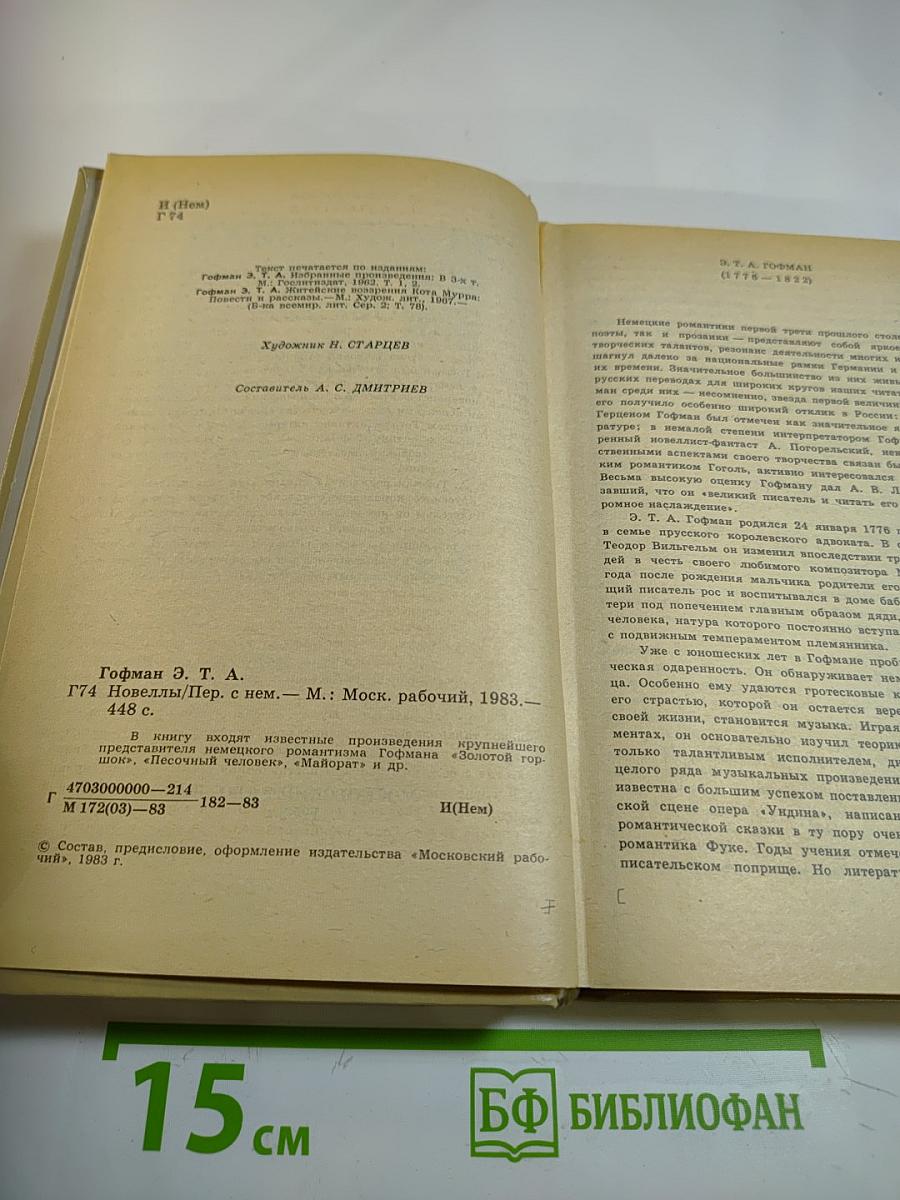 И (Нем)
Г 74
Текст печатается по изданиям:
Гофман Э. Т. А. Избранные произведения: В 3-х т.
М.: Гослитиздат, 1962. Т. 1, 2.
Гофман Э. Т. А. Житейские воззрения Кота Мурра:
Повести и рассказы.— М.: Худож. лит., 1967.—
(Б-ка всемир. лит. Сер. 2; Т. 78).
Художник Н. СТАРЦЕВ
Составитель А. С. ДМИТРИЕВ
Гофман Э. Т. А.
Г74 Новеллы/Пер. с нем.— М.: Моск. рабочий, 1983.—
448 с.
В книгу входят известные произведения крупнейшего
представителя немецкого романтизма Гофмана «Золотой гор-
шок», «Песочный человек», «Майорат» и др.
Г 4703000000—214
М 172(03)—83 182—83 И(Нем)
© Состав, предисловие, оформление издательства «Московский рабо-
чий», 1983 г.
Э. Т. А. ГОФМАН
(1776—1822)
Немецкие романтики первой трети прошлого столе
поэты, так и прозаики — представляют собой яркое
творческих талантов, резонанс деятельности многих и
шагнул далеко за национальные рамки Германии и
их времени. Значительное большинство из них живы
русских переводах для широких кругов наших читат
ман среди них — несомненно, звезда первой величин
его получило особенно широкий отклик в России:
Герценом Гофман был отмечен как значительное я
ратуре; в немалой степени интерпретатором Гоф
ренный новеллист-фантаст А. Погорельский, нек
ственными аспектами своего творчества связан бы
ким романтиком Гоголь, активно интересовался
Весьма высокую оценку Гофману дал А. В. Л
завший, что он «великий писатель и читать его
ромное наслаждение».
Э. Т. А. Гофман родился 24 января 1776 г
в семье прусского королевского адвоката. В с
Теодор Вильгельм он изменил впоследствии тр
дей в честь своего любимого композитора М
года после рождения мальчика родители его
щий писатель рос и воспитывался в доме баб
тери под попечением главным образом дяди,
человека, натура которого постоянно вступа
с подвижным темпераментом племянника.
Уже с юношеских лет в Гофмане проб
ческая одаренность. Он обнаруживает нем
ца. Особенно ему удаются гротесковые к
его страстью, которой он остается вере
своей жизни, становится музыка. Играя
ментах, он основательно изучил теорию
только талантливым исполнителем, ди
целого ряда музыкальных произведени
известна с большим успехом поставлен
ской сцене опера «Ундина», написан
романтической сказки в ту пору очен
романтика Фуке. Годы учения отмече
писательском поприще. Но литерат
15 см
БФ БИБЛИОФАН